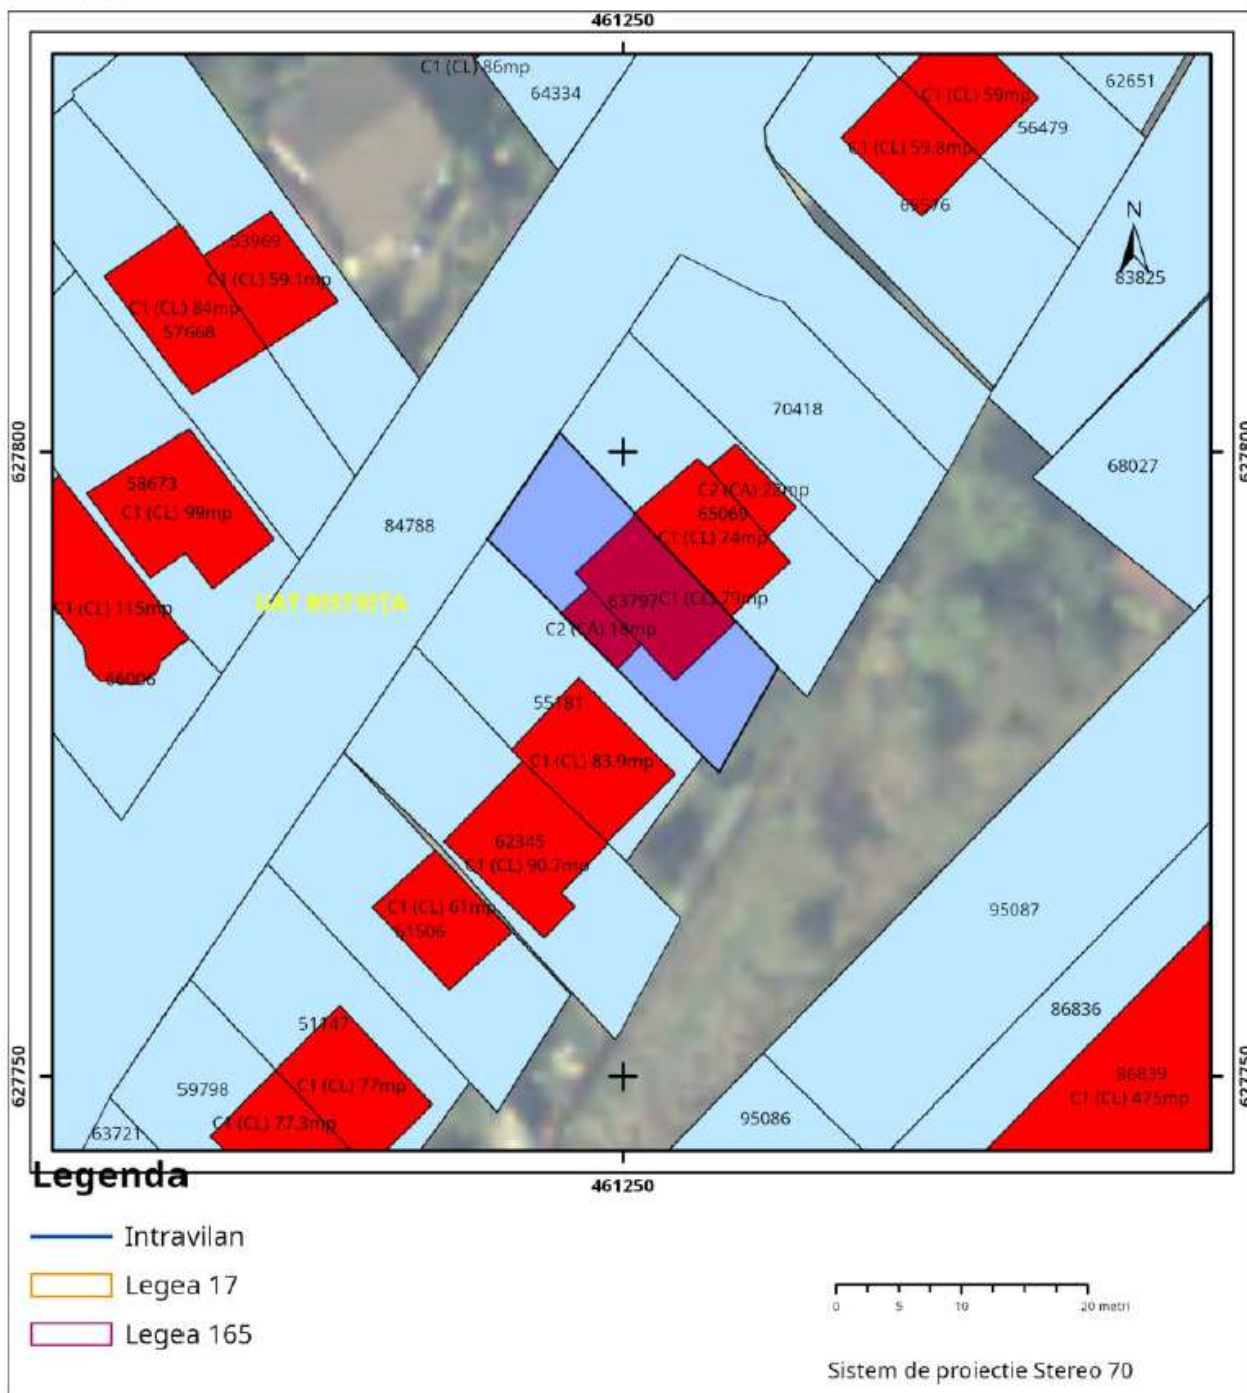 461250
C1 (CL) 86mp
64334
62651
C1 (CL) 59mp
56479
C1 (CL) 59.8mp
69576
N
83825
53969
C1 (CL) 59.1mp
C1 (CL) 84mp
57668
70418
627800
627800
68027
58673
C1 (CL) 99mp
C2 (CA) 22mp
65069
84788
C1 (CL) 74mp
C1 (CL) 115mp
UAT BISTRIȚA
63797
C1 (CL) 79mp
C2 (CA) 18mp
66006
55181
C1 (CL) 83.9mp
62345
C1 (CL) 90.7mp
C1 (CL) 61mp
61506
95087
86836
51147
59798
C1 (CL) 77mp
C1 (CL) 77.3mp
63721
627750
627750
86839
C1 (CL) 475mp
95086
461250
Legenda
Intravilan
Legea 17
Legea 165
0 5 10 20 metri
Sistem de proiectie Stereo 70